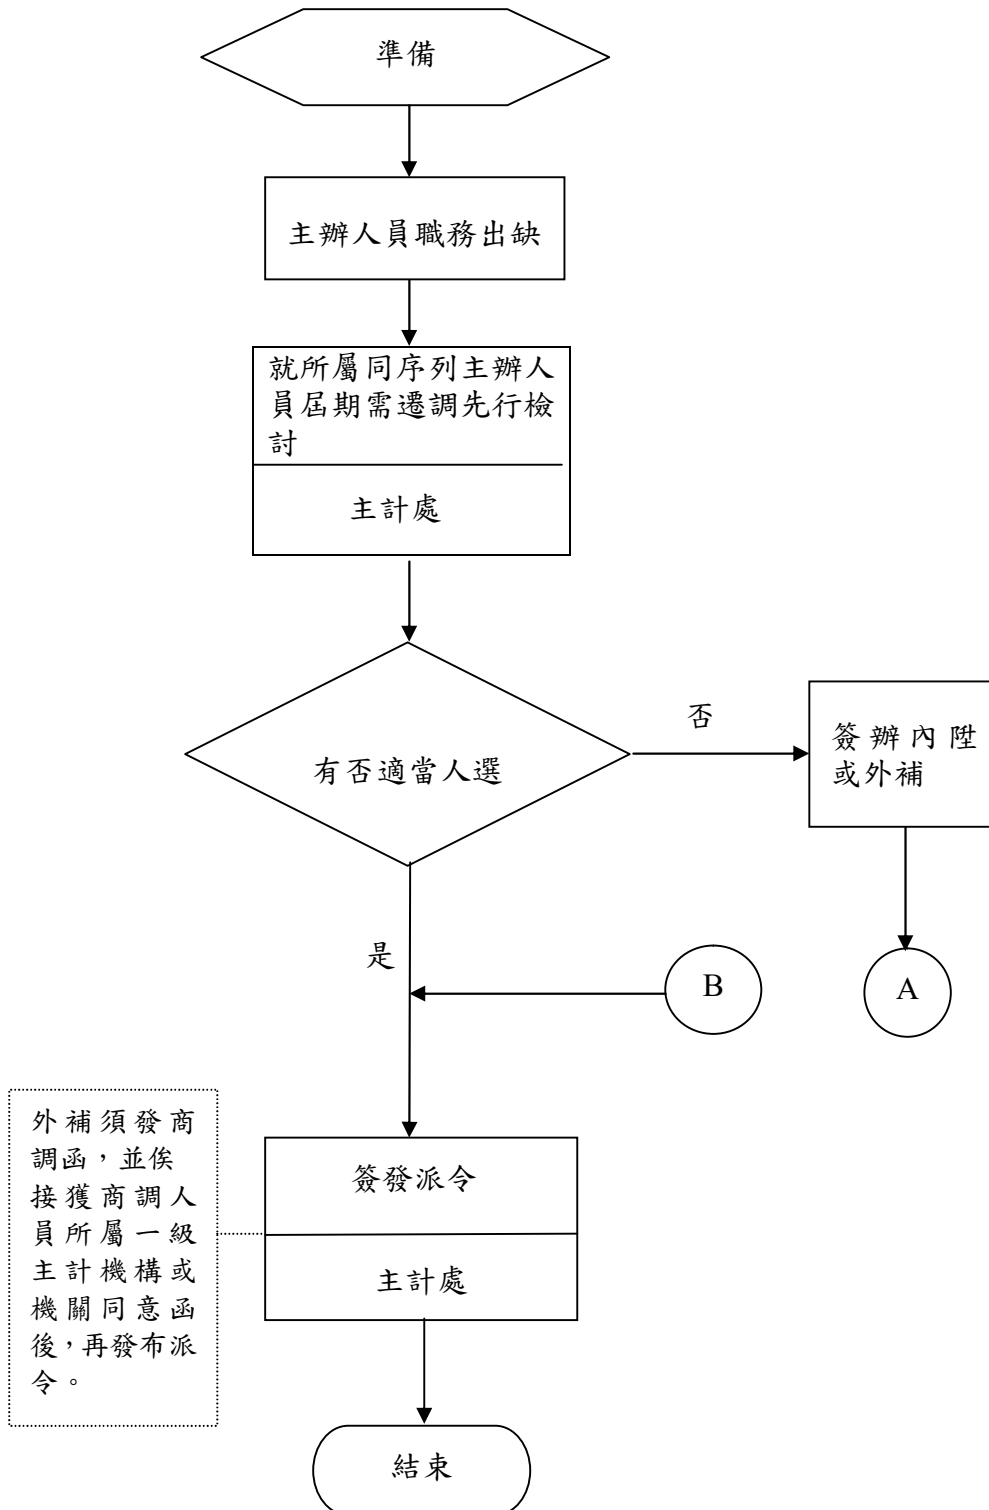 準備
主辦人員職務出缺
就所屬同序列主辦人
員屆期需遷調先行檢
討
主計處
有否適當人選
否
簽辦內陞
或外補
是
B
A
外補須發商
調函，並俟
接獲商調人
員所屬一級
主計機構或
機關同意函
後，再發布派
令。
簽發派令
主計處
結束